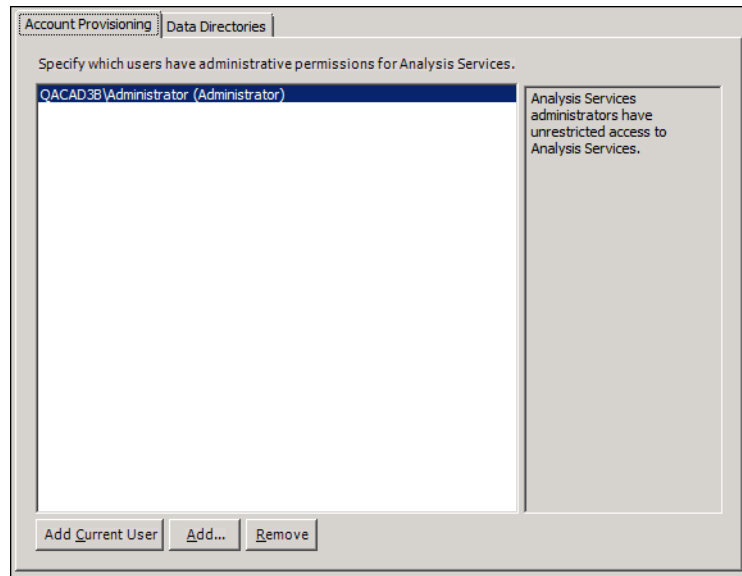 Account Provisioning
Data Directories
Specify which users have administrative permissions for Analysis Services.
QACAD3B\Administrator (Administrator)
Analysis Services
administrators have
unrestricted access to
Analysis Services.
Add Current User
Add...
Remove